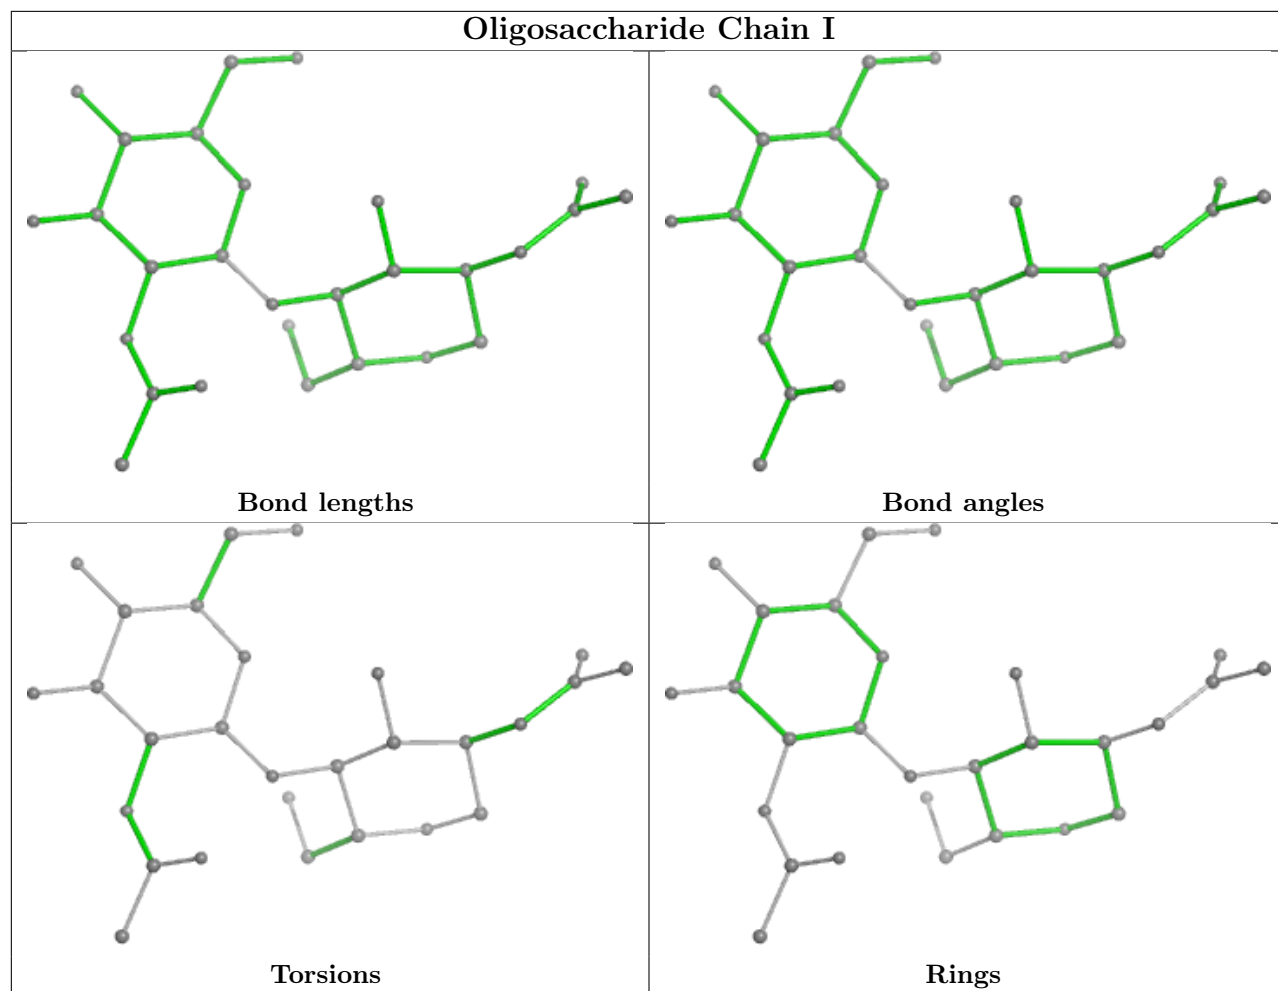 Oligosaccharide Chain I
Bond lengths
Bond angles
Torsions
Rings